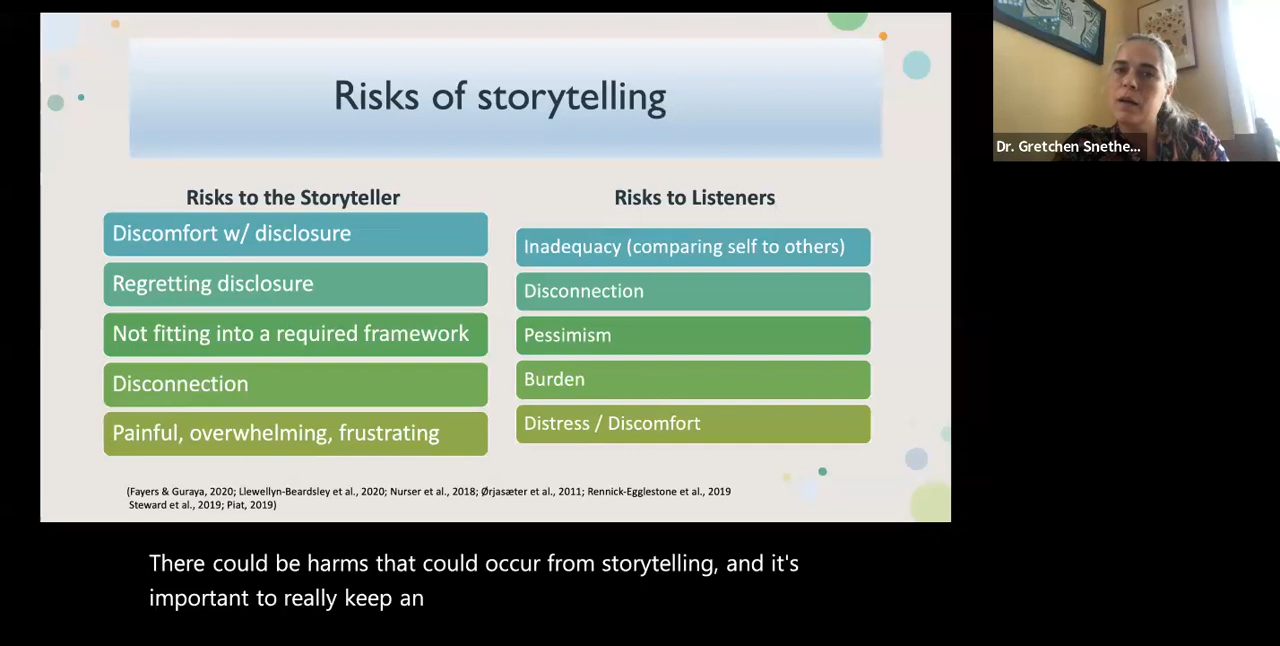 Risks of storytelling
Risks to the Storyteller
Discomfort w/ disclosure
Regretting disclosure
Not fitting into a required framework
Disconnection
Painful, overwhelming, frustrating
Risks to Listeners
Inadequacy (comparing self to others)
Disconnection
Pessimism
Burden
Distress / Discomfort
(Fayers & Guraya, 2020; Llewellyn-Beardsley et al., 2020; Nurser et al., 2018; Ørjasæter et al., 2011; Rennick-Egglestone et al., 2019
Steward et al., 2019; Piat, 2019)
Dr. Gretchen Snethe...
There could be harms that could occur from storytelling, and it's
important to really keep an